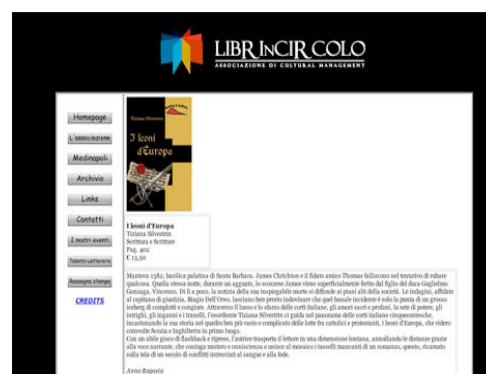 LIBRINCIRCOLO
ASSOCIAZIONE DI CULTURAL MANAGEMENT
Homepage
L'associazione
Medinapoli
Archivio
Links
Contatti
I nostri eventi
Talento Letterario
Rassegna stampa
CREDITS
Tiziana Silvestrin
I leoni
d'Europa
I leoni d'Europa
Tiziana Silvestrin
Scrittura e Scritture
Pag. 402
€ 13,50
Mantova 1582, basilica palatina di Santa Barbara. James Chrichton e il fidato amico Thomas falliscono nel tentativo di rubare
qualcosa. Quella stessa notte, durante un agguato, lo scozzese James viene superficialmente ferito dal figlio del duca Guglielmo
Gonzaga, Vincenzo. Di lì a poco, la notizia della sua inspiegabile morte si diffonde ai piani alti della società. Le indagini, affidate
al capitano di giustizia, Biagio Dell'Orso, lasciano ben presto indovinare che quel banale incidente è solo la punta di un grosso
iceberg di complotti e congiure. Attraverso il lusso e lo sfarzo delle corti italiane, gli amori sacri e profani, la sete di potere, gli
intrighi, gli inganni e i tranelli, l'esordiente Tiziana Silvestrin ci guida nel panorama delle corti italiane cinquecentesche,
incastonando la sua storia nel quadro ben più vasto e complicato delle lotte fra cattolici e protestanti, i leoni d'Europa, che videro
coinvolte Scozia e Inghilterra in primo luogo.
Con un abile gioco di flashback e riprese, l'autrice trasporta il lettore in una dimensione lontana, annullando le distanze grazie
alla voce narrante, che coniuga mistero e onniscienza e unisce al mosaico i tasselli mancanti di un romanzo, questo, ricamato
sulla tela di un secolo di conflitti intrecciati al sangue e alla fede.
Anna Raposta